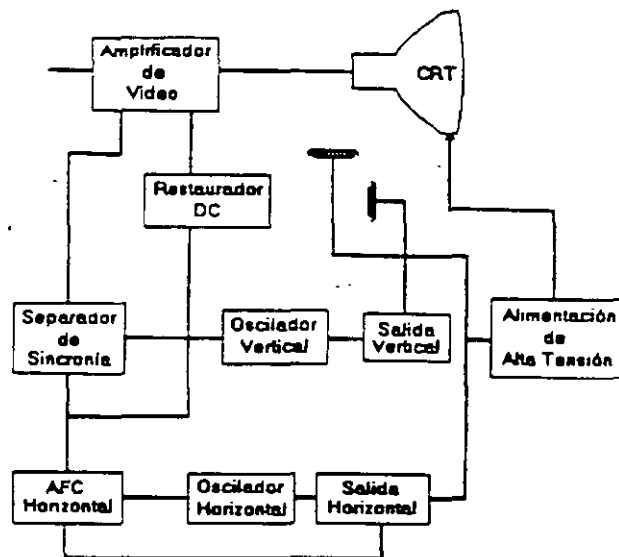 Amplificador
de
Video
CRT
Restaurador
DC
Separador
de
Sincronía
Oscilador
Vertical
Salida
Vertical
Alimentación
de
Alta Tensión
AFC
Horizontal
Oscilador
Horizontal
Salida
Horizontal